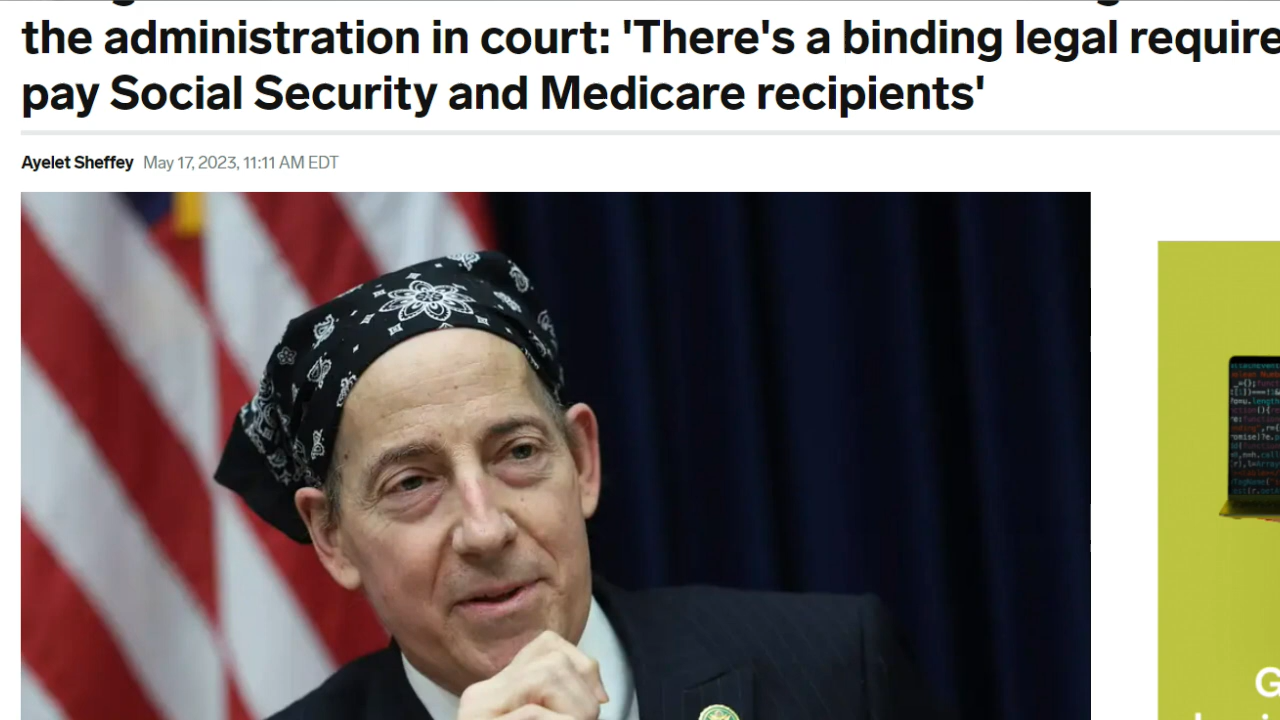 the administration in court: 'There's a binding legal require
pay Social Security and Medicare recipients'
Ayelet Sheffey May 17, 2023, 11:11 AM EDT
G